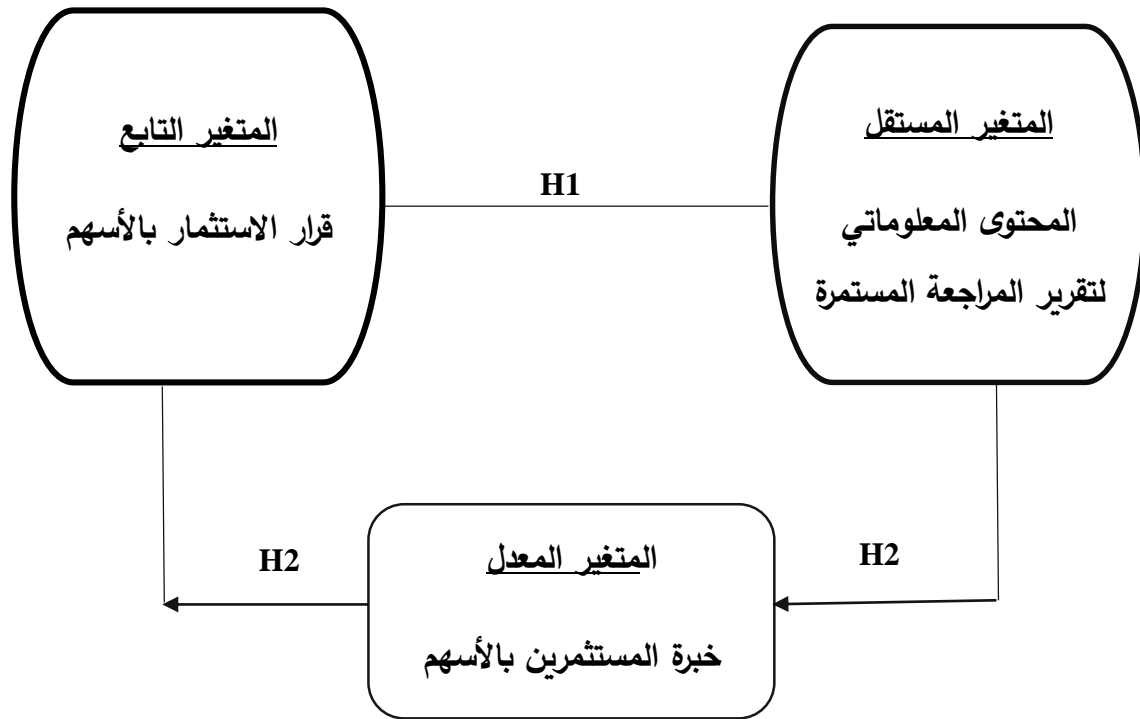 المتغير المستقل
المحتوى المعلوماتي
لتقرير المراجعة المستمرة
H1
المتغير التابع
قرار الاستثمار بالأسهم
H2
المتغير المعدل
خبرة المستثمرين بالأسهم
H2